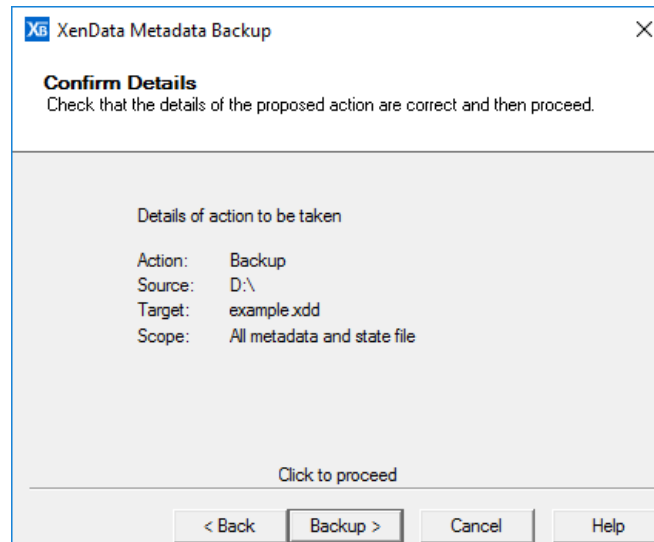 XB XenData Metadata Backup
Confirm Details
Check that the details of the proposed action are correct and then proceed.
Details of action to be taken
Action: Backup
Source: D:\
Target: example.xdd
Scope: All metadata and state file
Click to proceed
< Back Backup > Cancel Help